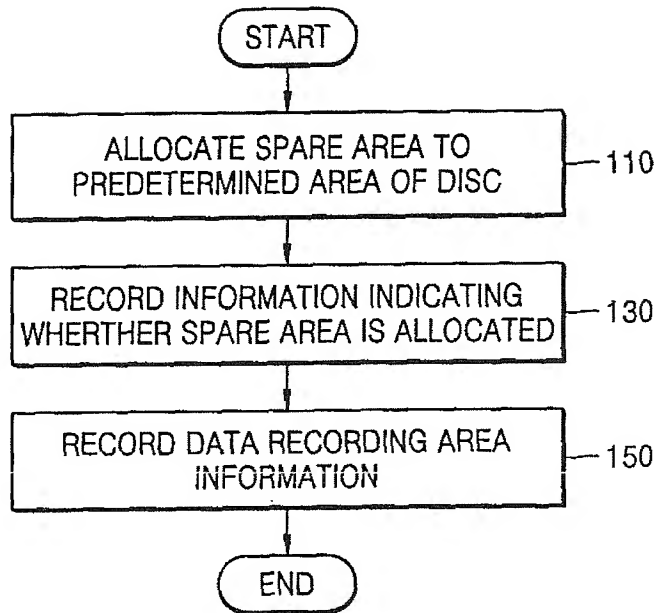 START
ALLOCATE SPARE AREA TO
PREDETERMINED AREA OF DISC
110
RECORD INFORMATION INDICATING
WHERTHER SPARE AREA IS ALLOCATED
130
RECORD DATA RECORDING AREA
INFORMATION
150
END